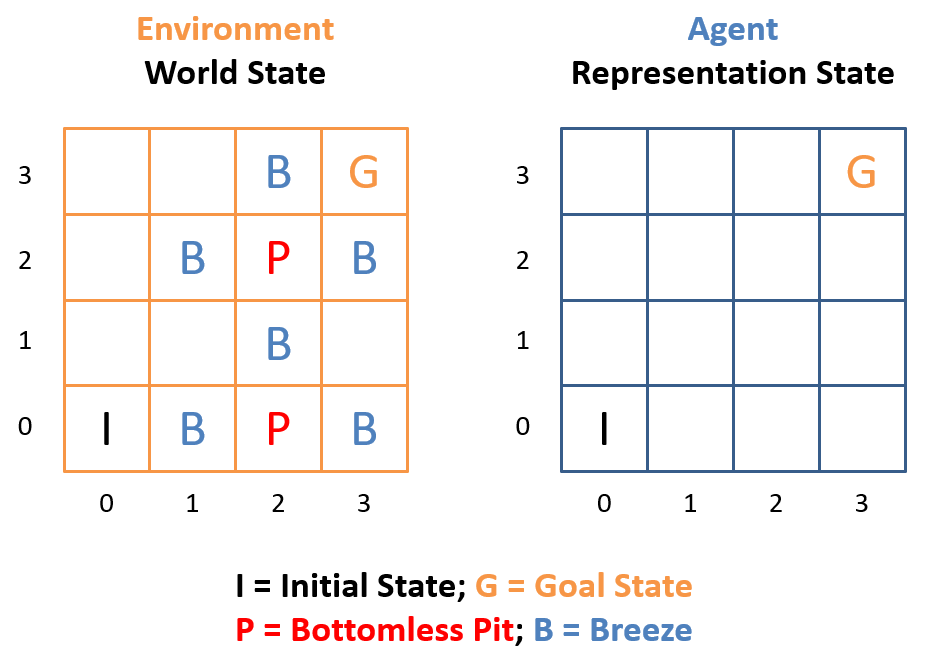 Environment
World State
Agent
Representation State
3 B G
2 B P B
1 B
0 I B P B
0 1 2 3
3 G
2
1
0 I
0 1 2 3
I = Initial State; G = Goal State
P = Bottomless Pit; B = Breeze